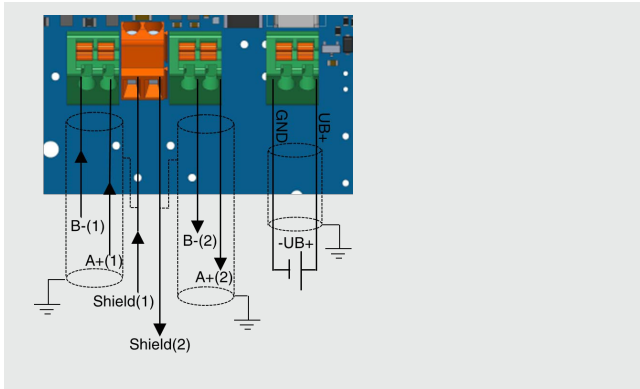 GND
UB+
B-(1)
B-(2)
-UB+
A+(1)
A+(2)
Shield(1)
Shield(2)